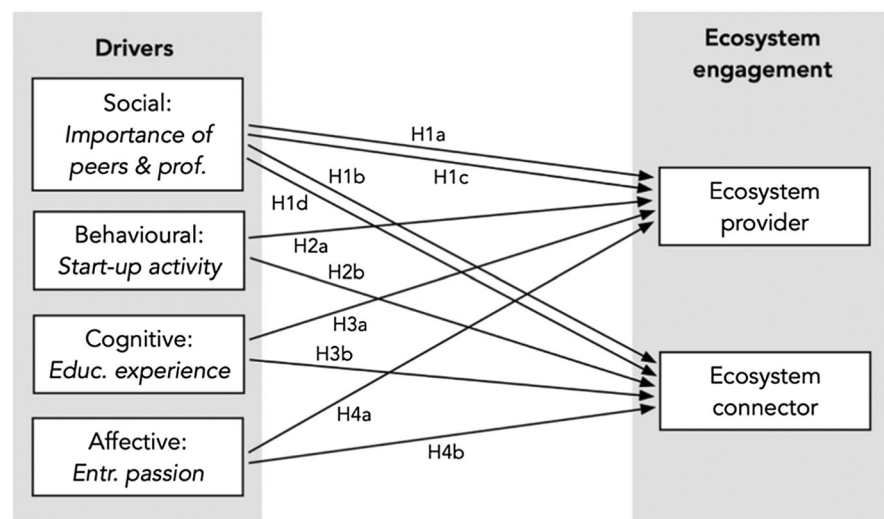 Drivers
Social:
Importance of
peers & prof.
Behavioural:
Start-up activity
Cognitive:
Educ. experience
Affective:
Entr. passion
H1a
H1c
H1b
H1d
H2a
H2b
H3a
H3b
H4a
H4b
Ecosystem
engagement
Ecosystem
provider
Ecosystem
connector